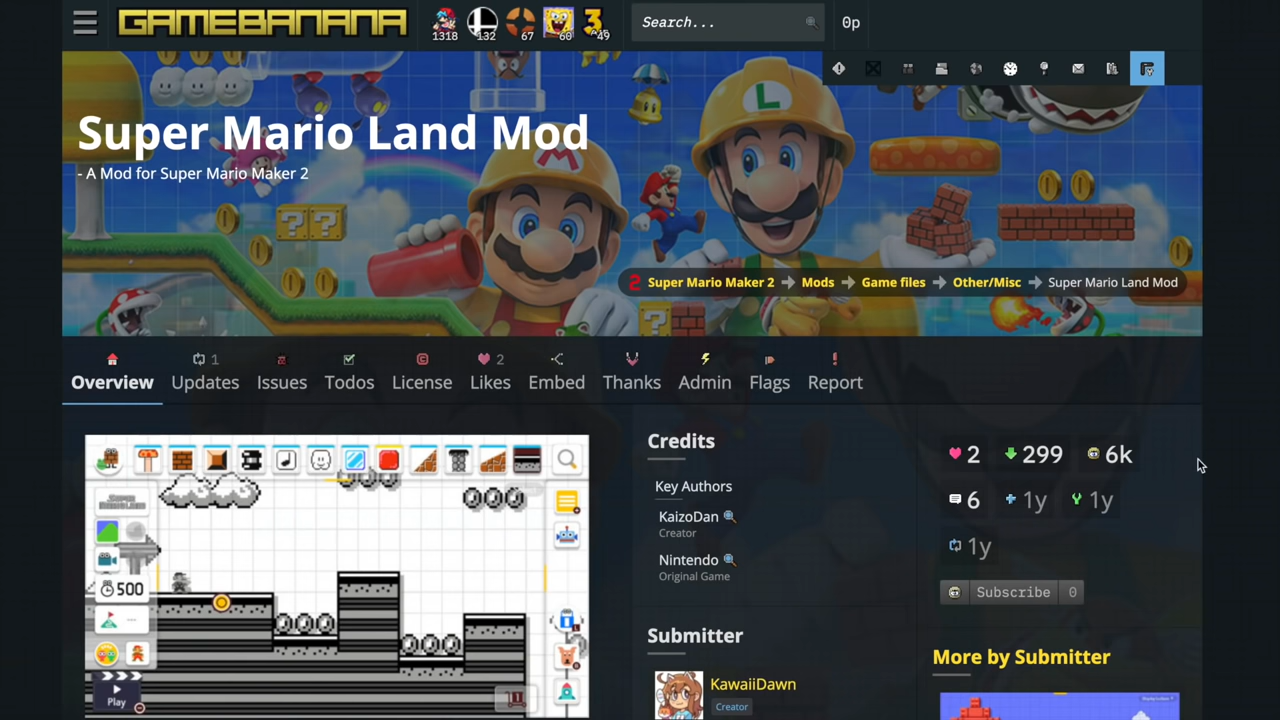 GAMEBANANA
1318
132
67
60
49
Search...
0p
Super Mario Land Mod
- A Mod for Super Mario Maker 2
Super Mario Maker 2
Mods
Game files
Other/Misc
Super Mario Land Mod
1
2
Overview
Updates
Issues
Todos
License
Likes
Embed
Thanks
Admin
Flags
Report
500
Play
Credits
Key Authors
KaizoDan
Creator
Nintendo
Original Game
Submitter
KawaiiDawn
Creator
2
299
6k
6
1y
1y
1y
Subscribe
0
More by Submitter